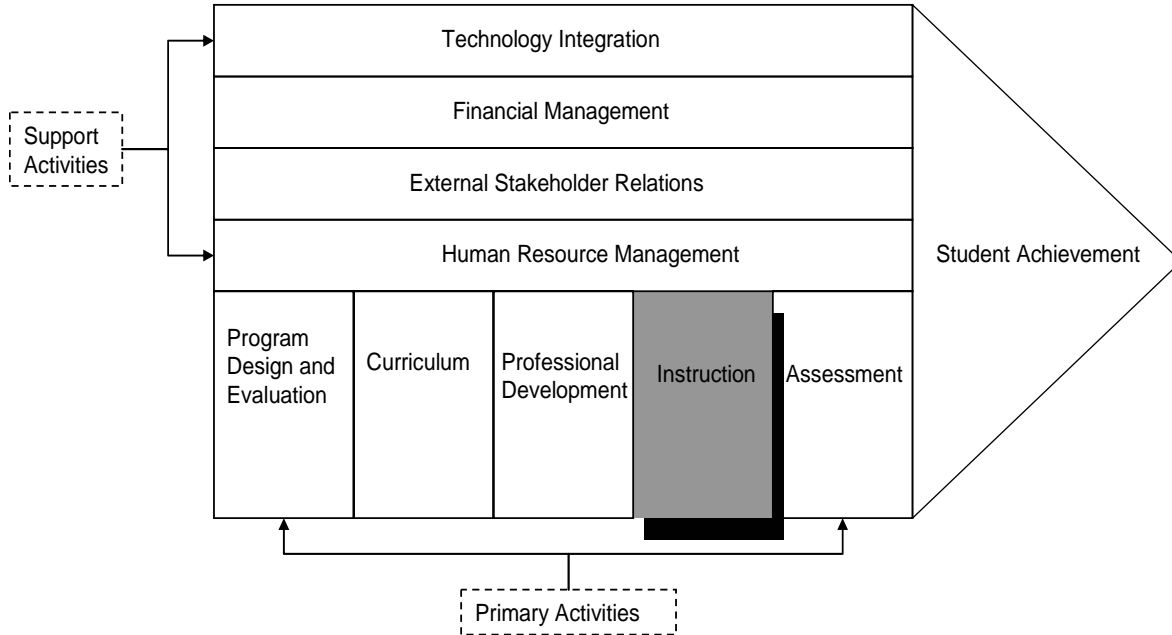 Technology Integration
Financial Management
Support
Activities
External Stakeholder Relations
Human Resource Management
Student Achievement
Program
Design and
Evaluation
Curriculum
Professional
Development
Instruction
Assessment
Primary Activities